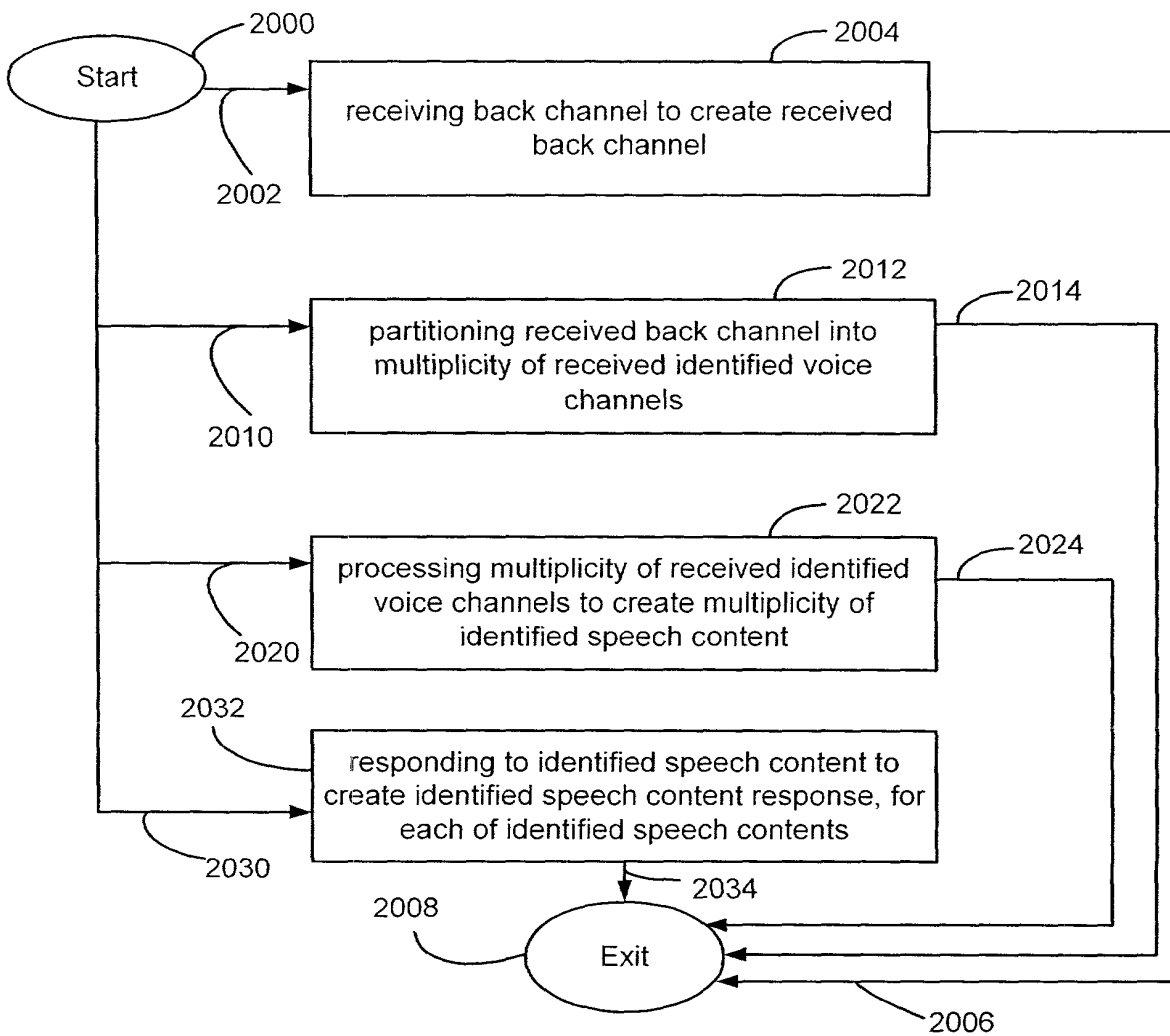 2000
Start
2004
receiving back channel to create received
back channel
2002
2012
2014
partitioning received back channel into
multiplicity of received identified voice
channels
2010
2022
2024
processing multiplicity of received identified
voice channels to create multiplicity of
identified speech content
2020
2032
responding to identified speech content to
create identified speech content response, for
each of identified speech contents
2030
2034
2008
Exit
2006